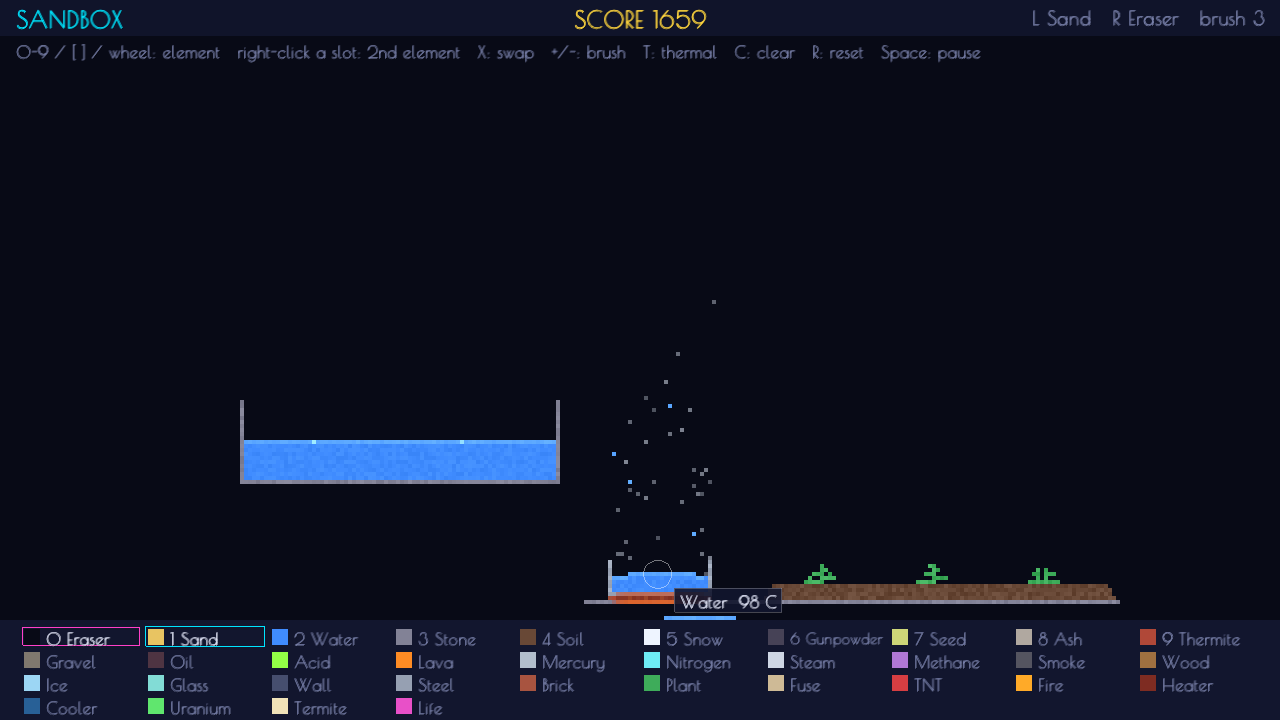 SANDBOX SCORE 1659 L Sand R Eraser brush 3
0-9 / [ ] / wheel: element right-click a slot: 2nd element X: swap +/-: brush T: thermal C: clear R: reset Space: pause
Water 98 C
0 Eraser 1 Sand 2 Water 3 Stone 4 Soil 5 Snow 6 Gunpowder 7 Seed 8 Ash 9 Thermite
Gravel Oil Acid Lava Mercury Nitrogen Steam Methane Smoke Wood
Ice Glass Wall Steel Brick Plant Fuse TNT Fire Heater
Cooler Uranium Termite Life